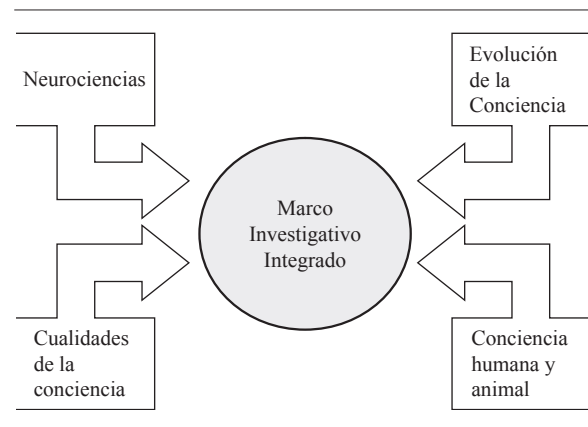 Neurociencias
Evolución
de la
Conciencia
Marco
Investigativo
Integrado
Cualidades
de la
conciencia
Conciencia
humana y
animal